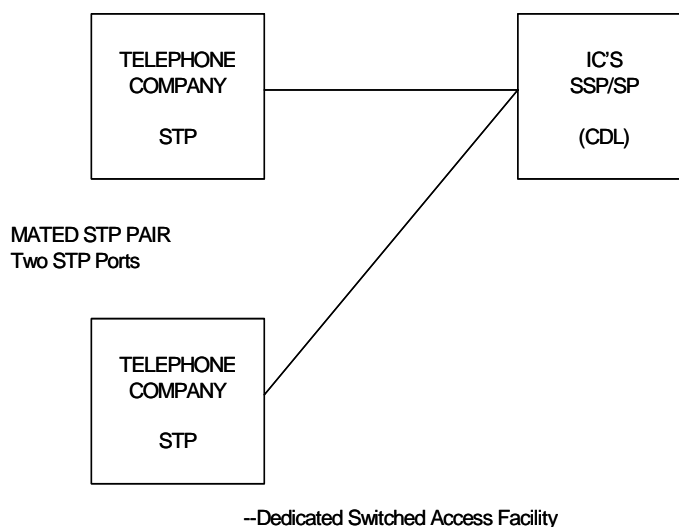 TELEPHONE
COMPANY
STP
IC'S
SSP/SP
(CDL)
MATED STP PAIR
Two STP Ports
TELEPHONE
COMPANY
STP
--Dedicated Switched Access Facility